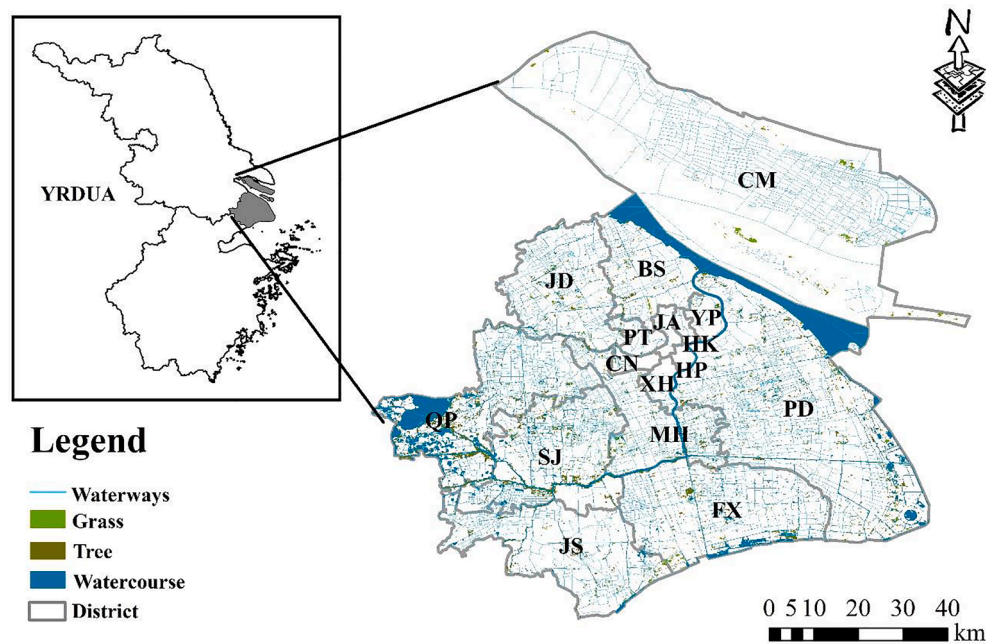 N
YRDUA
CM
BS
JD
JA
YP
PT
HK
CN
HP
XH
PD
QP
MH
SJ
FX
JS
Legend
Waterways
Grass
Tree
Watercourse
District
0 5 10 20 30 40
km